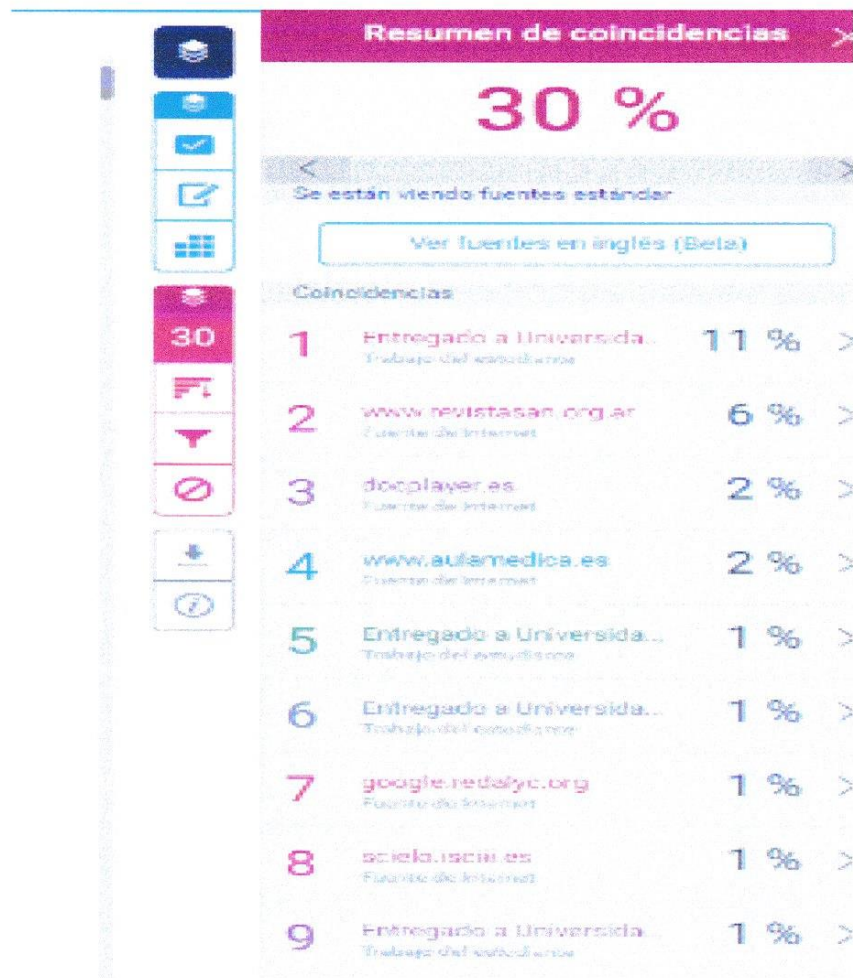 Resumen de coincidencias
30 %
Se están viendo fuentes estándar
Ver fuentes en inglés (Beta)
Coincidencias
30
1 Entregado a Universida... 11 %
Trabajo del estudiante
2 www.revistasan.org.ar 6 %
Fuente de Internet
3 docplayer.es 2 %
Fuente de Internet
4 www.aulamedica.es 2 %
Fuente de Internet
5 Entregado a Universida... 1 %
Trabajo del estudiante
6 Entregado a Universida... 1 %
Trabajo del estudiante
7 google.redalyc.org 1 %
Fuente de Internet
8 scielo.isciii.es 1 %
Fuente de Internet
9 Entregado a Universida... 1 %
Trabajo del estudiante